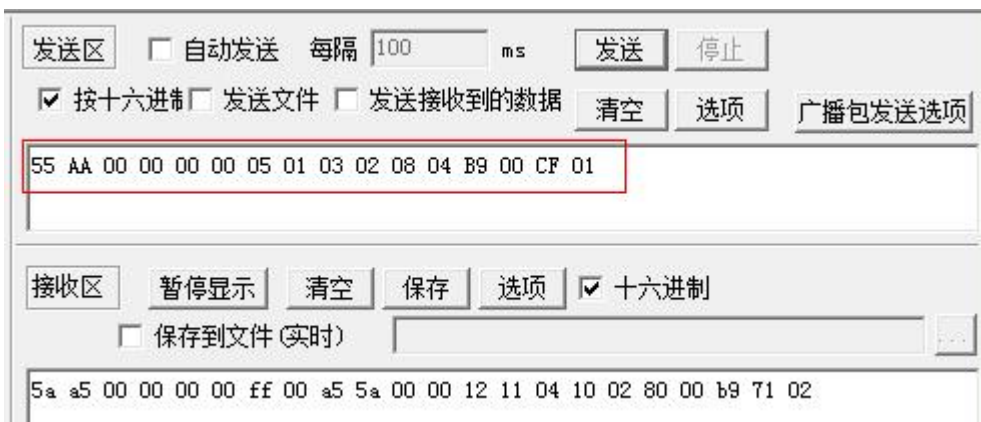 发送区 自动发送 每隔 100 ms 发送 停止
按十六进制 发送文件 发送接收到的数据 清空 选项 广播包发送选项
55 AA 00 00 00 00 05 01 03 02 08 04 B9 00 CF 01
接收区 暂停显示 清空 保存 选项 十六进制
保存到文件(实时) ...
5a a5 00 00 00 00 ff 00 a5 5a 00 00 12 11 04 10 02 80 00 b9 71 02